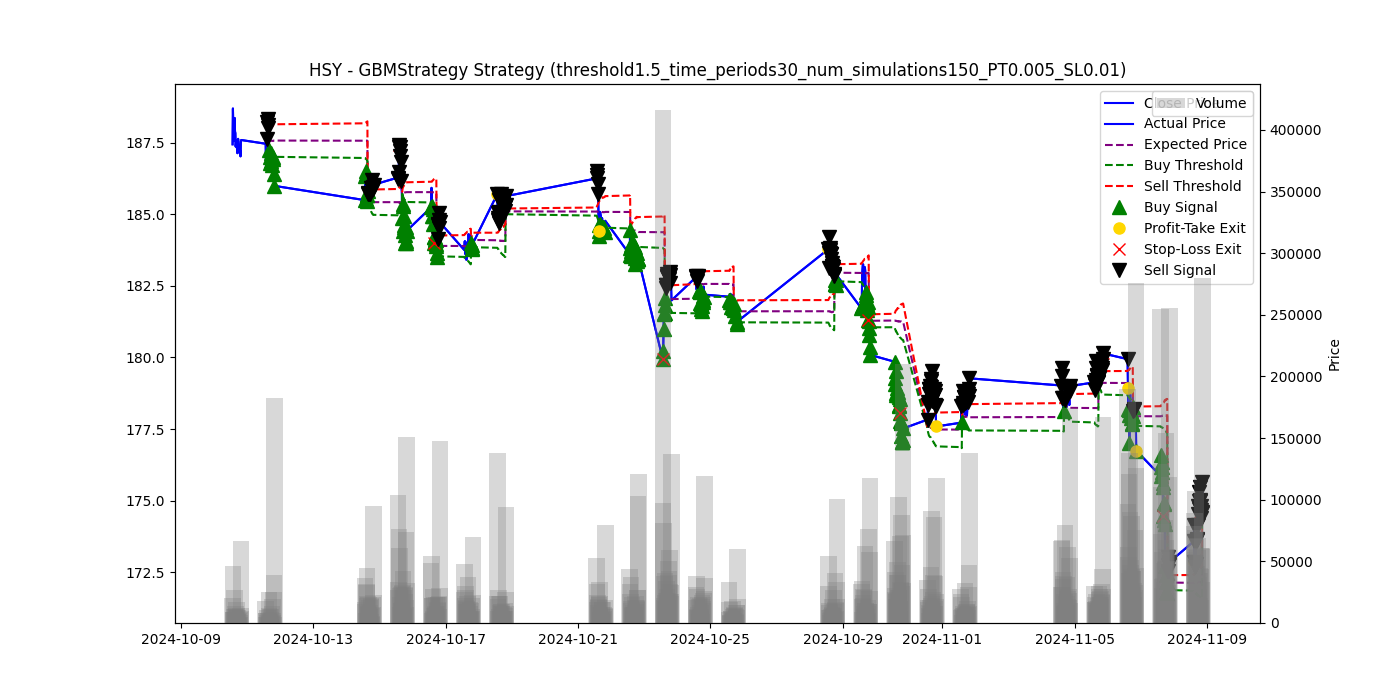 HSY - GBMStrategy Strategy (threshold1.5_time_periods30_num_simulations150_PT0.005_SL0.01)
187.5
185.0
182.5
180.0
177.5
175.0
172.5
400000
350000
300000
250000
200000
150000
100000
50000
0
Price
Volume
Actual Price
Expected Price
Buy Threshold
Sell Threshold
Buy Signal
Profit-Take Exit
Stop-Loss Exit
Sell Signal
2024-10-09
2024-10-13
2024-10-17
2024-10-21
2024-10-25
2024-10-29
2024-11-01
2024-11-05
2024-11-09